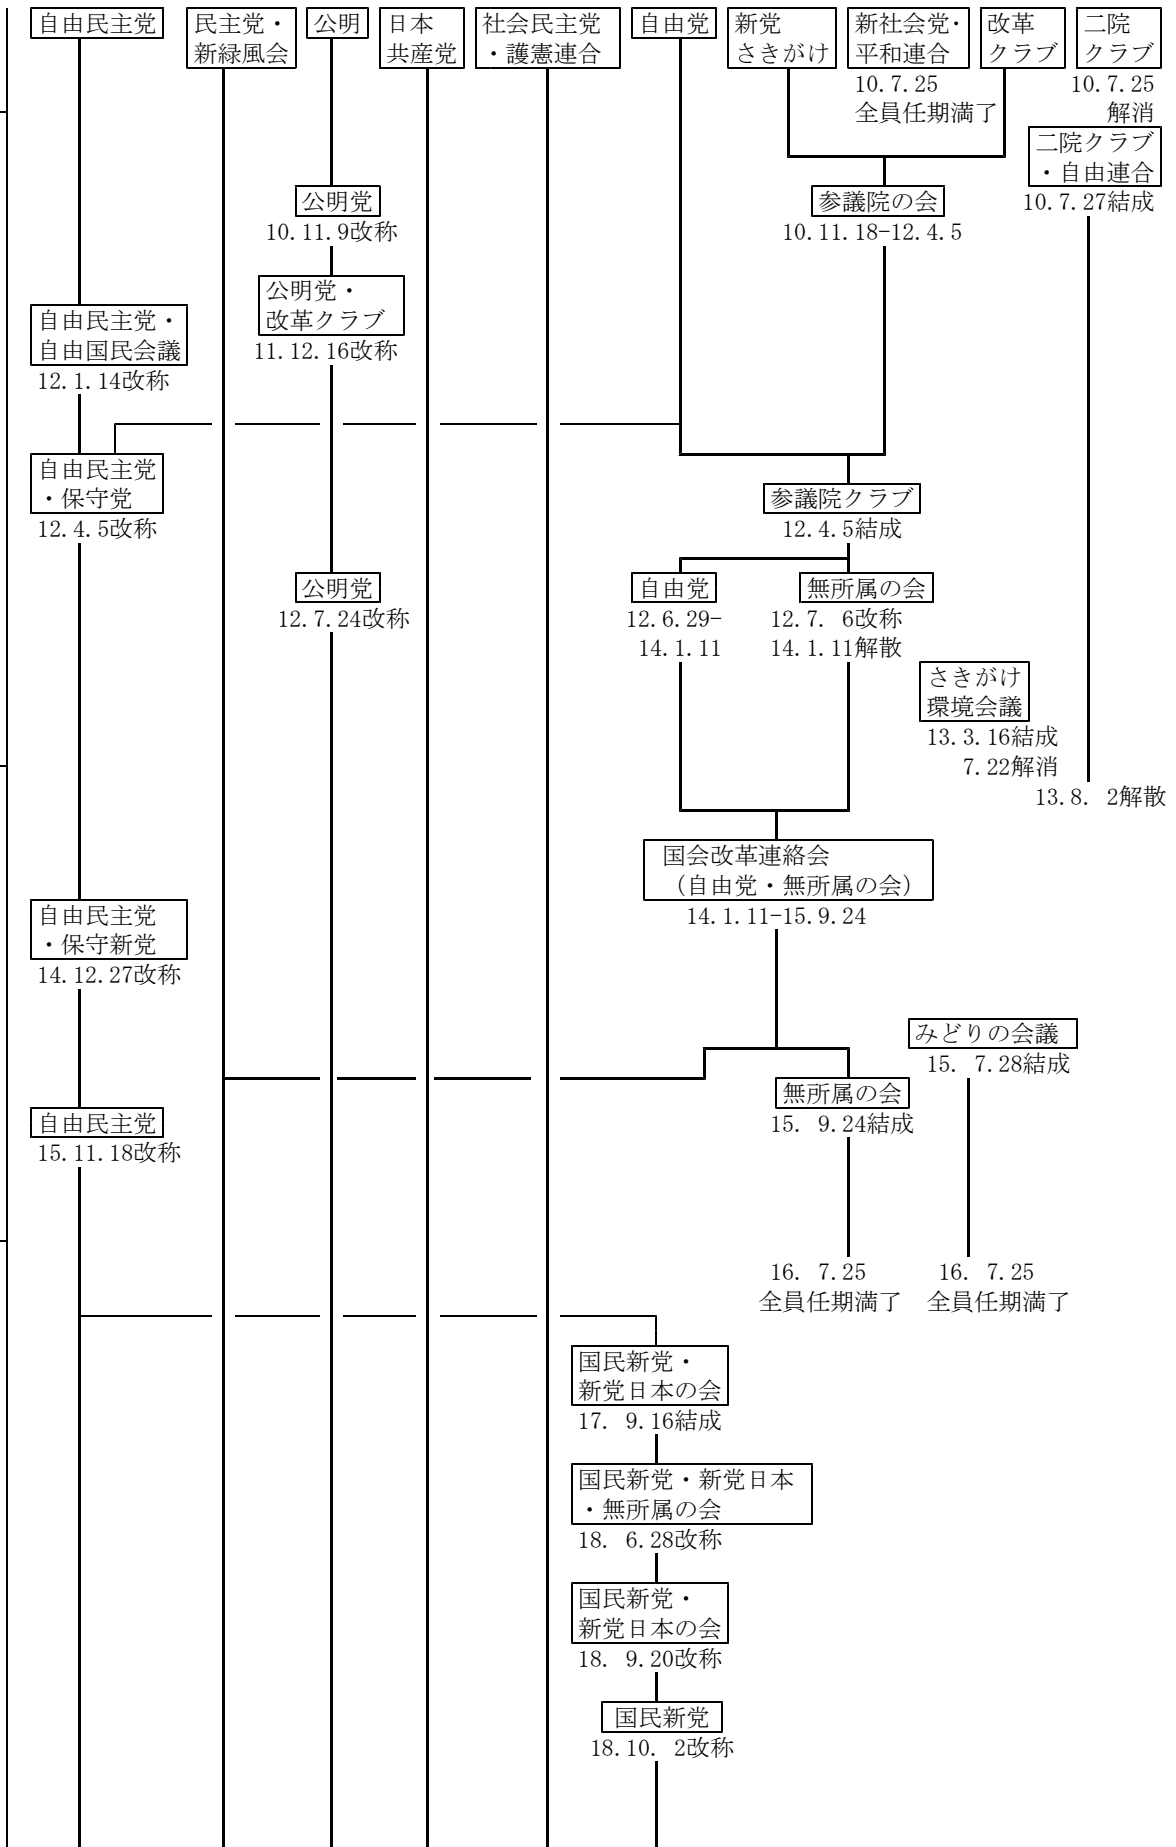 自由民主党
民主党・
新緑風会
公明
日本
共産党
社会民主党
・護憲連合
自由党
新党
さきがけ
新社会党・
平和連合
10.7.25
全員任期満了
改革
クラブ
二院
クラブ
10.7.25
解消
二院クラブ
・自由連合
10.7.27結成
公明党
10.11.9改称
参議院の会
10.11.18-12.4.5
公明党・
改革クラブ
11.12.16改称
自由民主党・
自由国民会議
12.1.14改称
自由民主党
・保守党
12.4.5改称
参議院クラブ
12.4.5結成
公明党
12.7.24改称
自由党
12.6.29-
14.1.11
無所属の会
12.7. 6改称
14.1.11解散
さきがけ
環境会議
13.3.16結成
7.22解消
13.8. 2解散
国会改革連絡会
（自由党・無所属の会）
14.1.11-15.9.24
自由民主党
・保守新党
14.12.27改称
みどりの会議
15. 7.28結成
無所属の会
15. 9.24結成
自由民主党
15.11.18改称
16. 7.25
全員任期満了
16. 7.25
全員任期満了
国民新党・
新党日本の会
17. 9.16結成
国民新党・新党日本
・無所属の会
18. 6.28改称
国民新党・
新党日本の会
18. 9.20改称
国民新党
18.10. 2改称